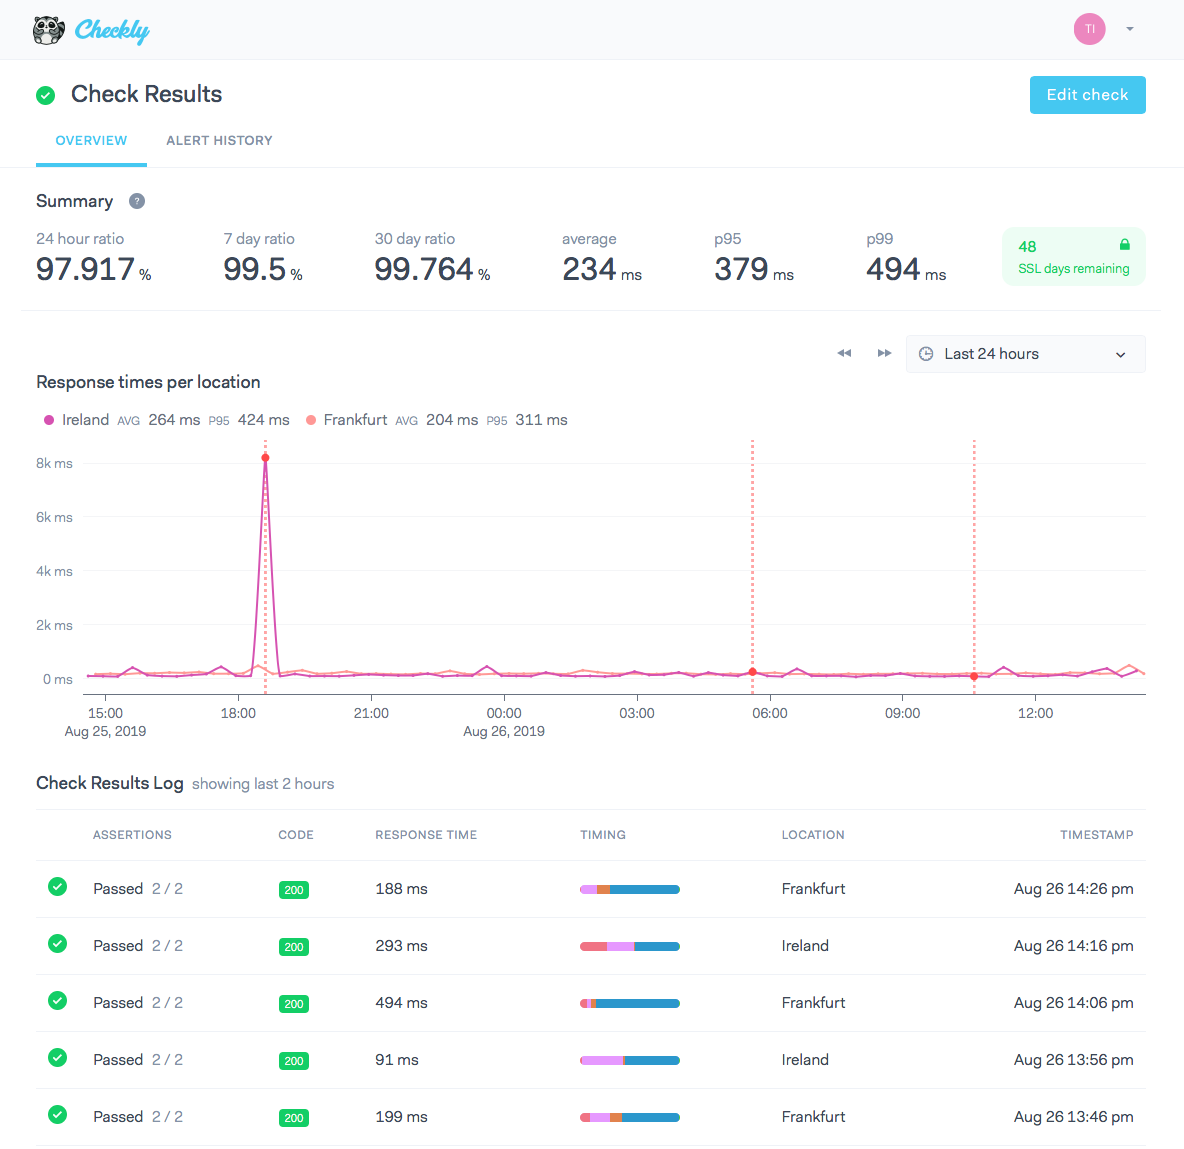 Checkly
TI
Check Results
Edit check
OVERVIEW ALERT HISTORY
Summary ?
24 hour ratio 7 day ratio 30 day ratio average p95 p99
97.917 % 99.5 % 99.764 % 234 ms 379 ms 494 ms
48
SSL days remaining
Last 24 hours
Response times per location
Ireland AVG 264 ms P95 424 ms Frankfurt AVG 204 ms P95 311 ms
8k ms
6k ms
4k ms
2k ms
0 ms
15:00 18:00 21:00 00:00 03:00 06:00 09:00 12:00
Aug 25, 2019 Aug 26, 2019
Check Results Log showing last 2 hours
ASSERTIONS CODE RESPONSE TIME TIMING LOCATION TIMESTAMP
Passed 2 / 2 200 188 ms Frankfurt Aug 26 14:26 pm
Passed 2 / 2 200 293 ms Ireland Aug 26 14:16 pm
Passed 2 / 2 200 494 ms Frankfurt Aug 26 14:06 pm
Passed 2 / 2 200 91 ms Ireland Aug 26 13:56 pm
Passed 2 / 2 200 199 ms Frankfurt Aug 26 13:46 pm